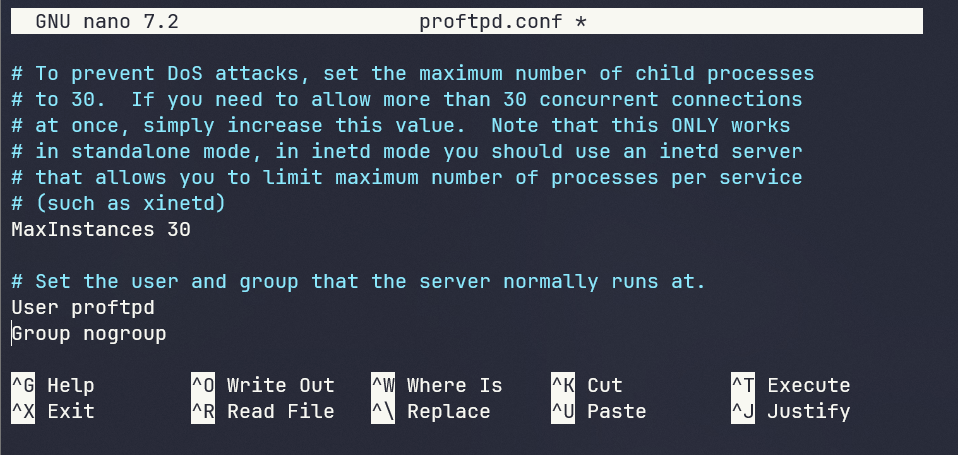 GNU nano 7.2 proftpd.conf *
# To prevent DoS attacks, set the maximum number of child processes
# to 30.  If you need to allow more than 30 concurrent connections
# at once, simply increase this value.  Note that this ONLY works
# in standalone mode, in inetd mode you should use an inetd server
# that allows you to limit maximum number of processes per service
# (such as xinetd)
MaxInstances 30
# Set the user and group that the server normally runs at.
User proftpd
Group nogroup
^G Help ^O Write Out ^W Where Is ^K Cut ^T Execute
^X Exit ^R Read File ^\ Replace ^U Paste ^J Justify